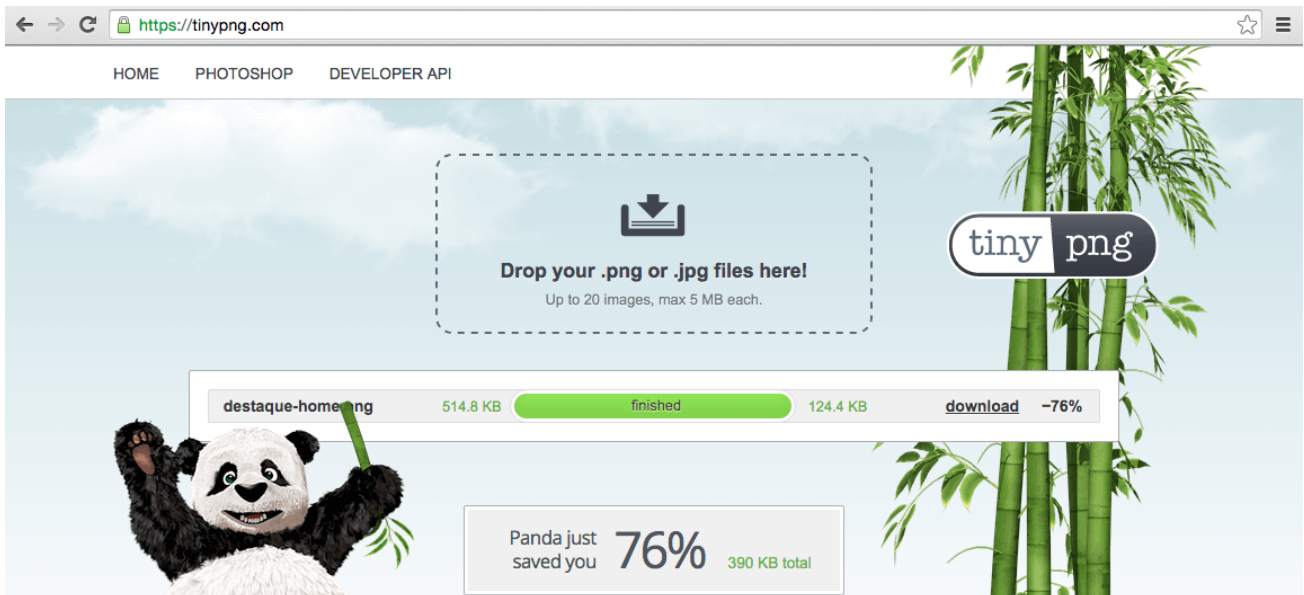 https://tinypng.com
HOME PHOTOSHOP DEVELOPER API
Drop your .png or .jpg files here!
Up to 20 images, max 5 MB each.
tiny png
destaque-home.png 514.8 KB finished 124.4 KB download −76%
Panda just
saved you 76% 390 KB total